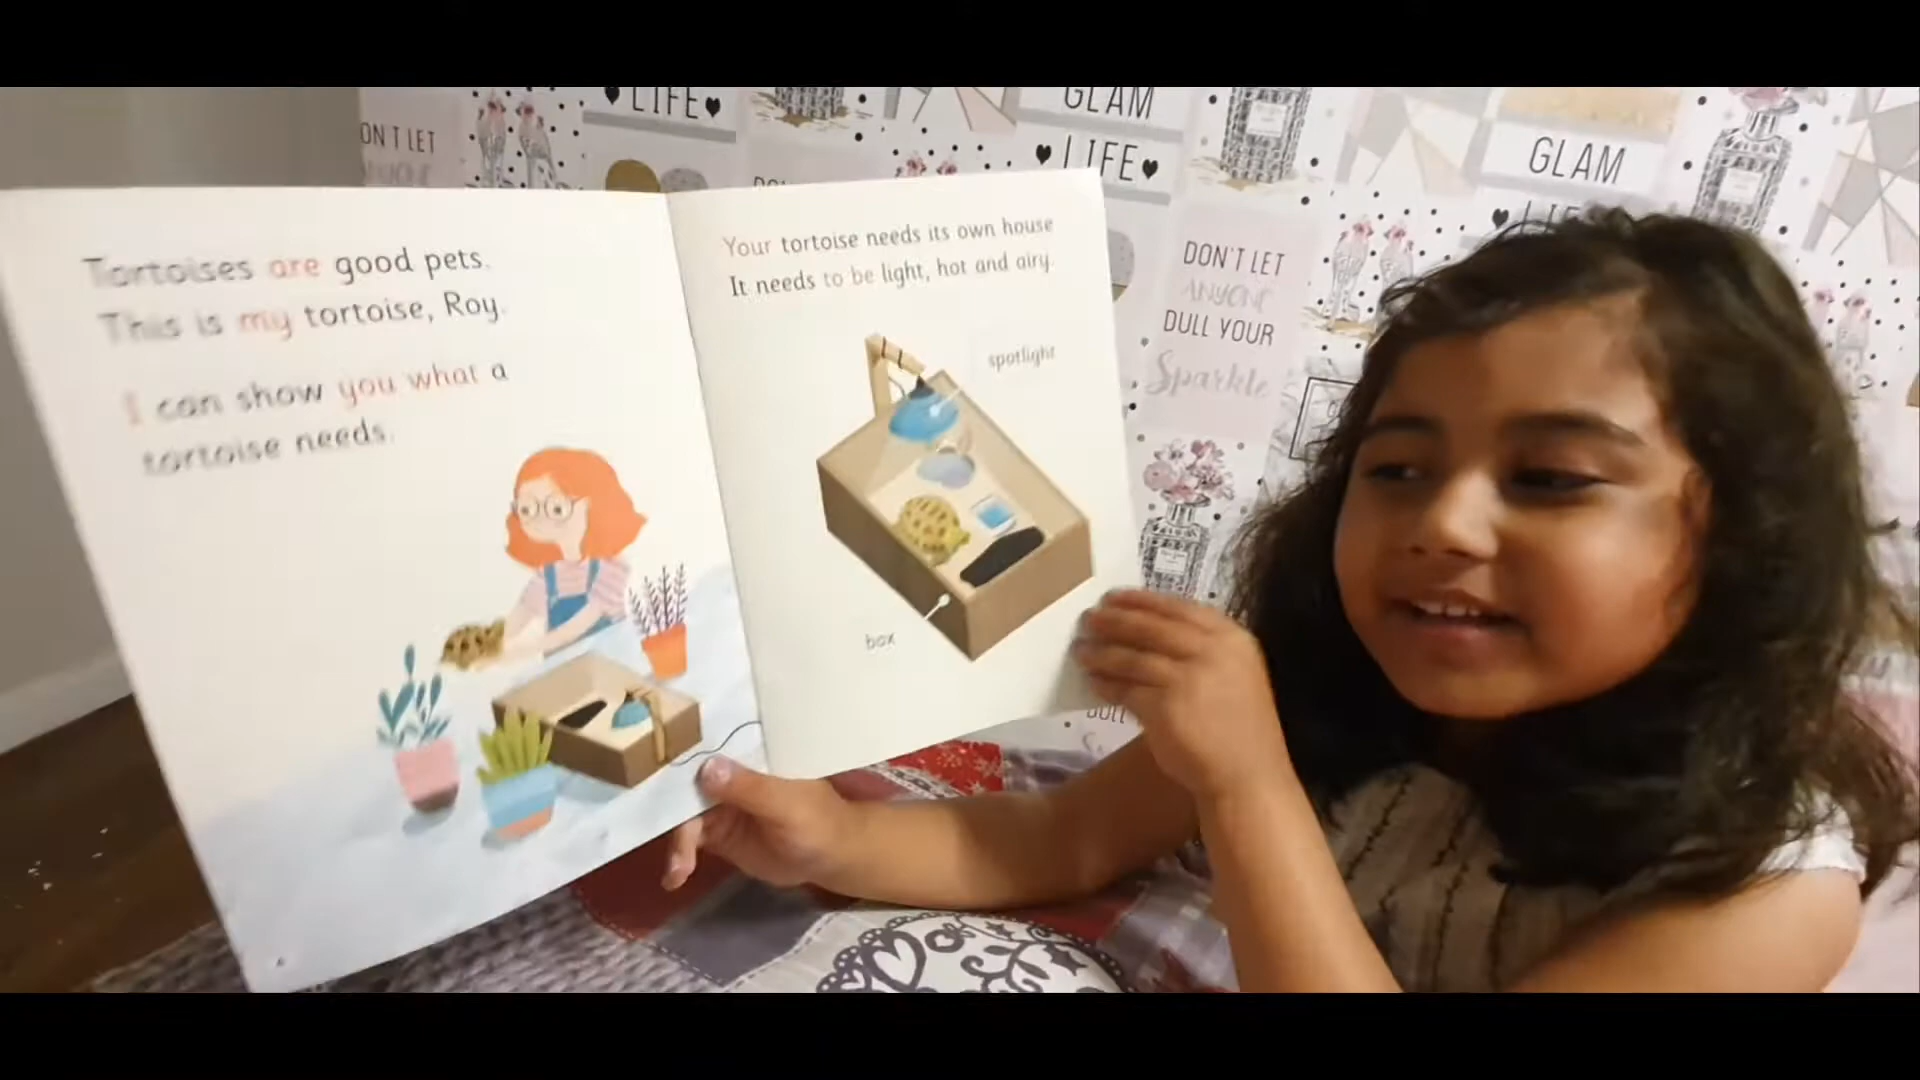 Tortoises are good pets.
This is my tortoise, Roy.
I can show you what a
tortoise needs.
Your tortoise needs its own house
It needs to be light, hot and airy.
spotlight
box
ON'T LET
LIFE
GLAM
LIFE
GLAM
DON'T LET
ANYONE
DULL YOUR
Sparkle